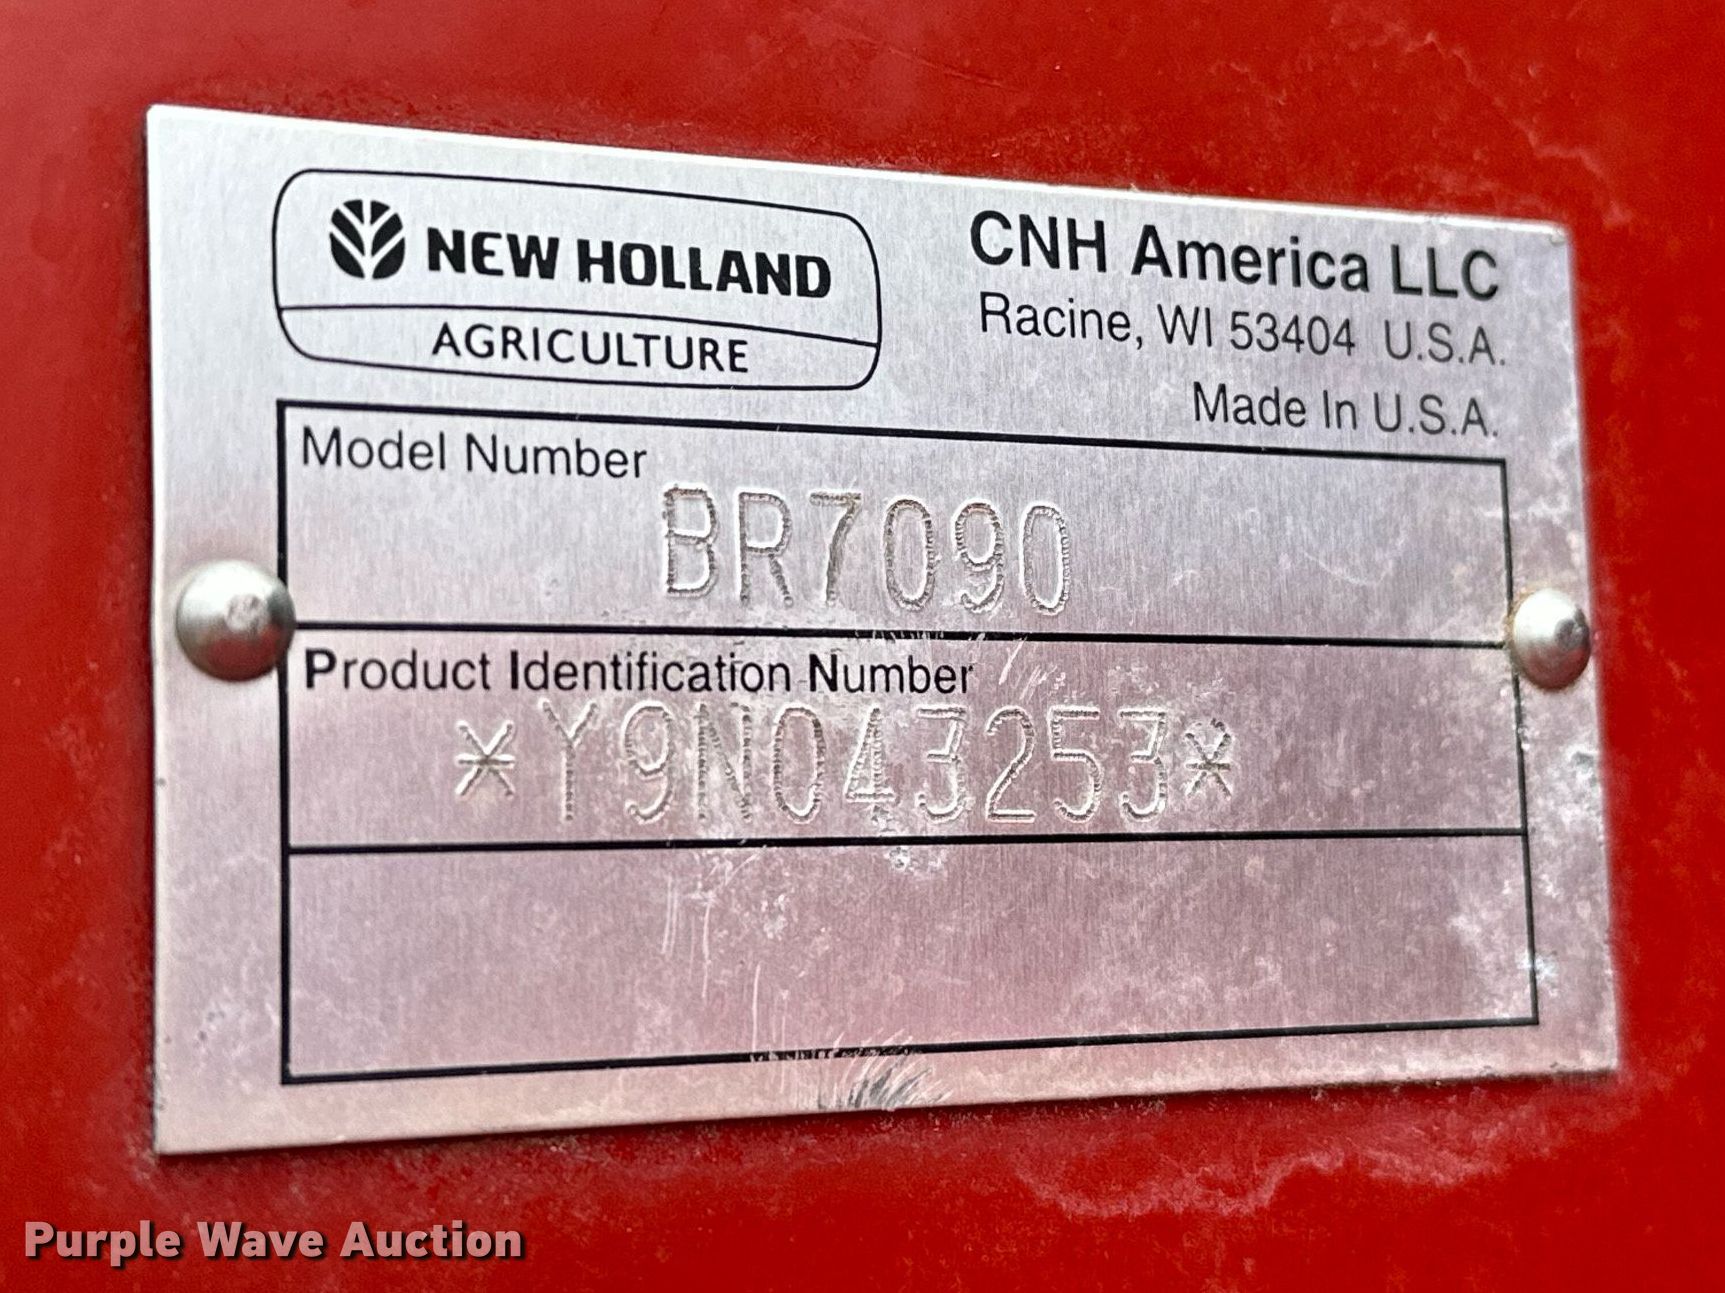 NEW HOLLAND
AGRICULTURE
CNH America LLC
Racine, WI 53404 U.S.A.
Made In U.S.A.
Model Number
BR7090
Product Identification Number
*Y9N043253*
Purple Wave Auction